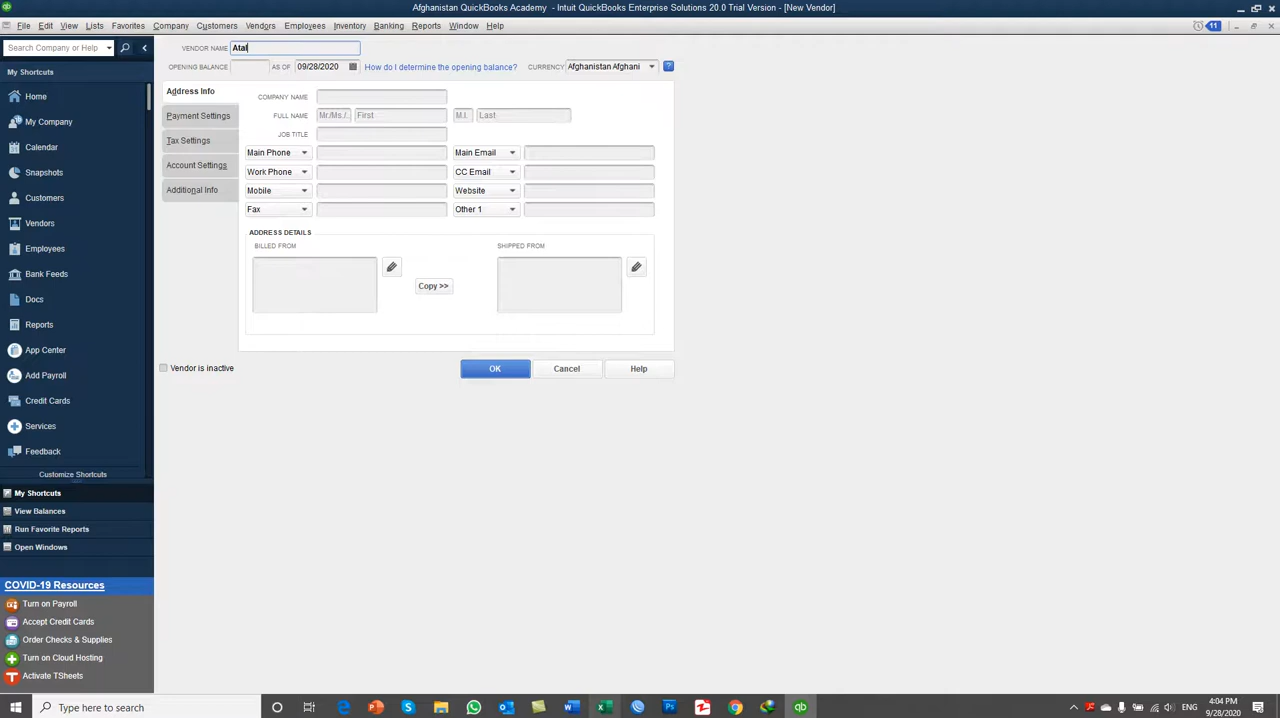 Afghanistan QuickBooks Academy - Intuit QuickBooks Enterprise Solutions 20.0 Trial Version - [New Vendor]
File Edit View Lists Favorites Company Customers Vendors Employees Inventory Banking Reports Window Help 11
Search Company or Help
My Shortcuts
Home
My Company
Calendar
Snapshots
Customers
Vendors
Employees
Bank Feeds
Docs
Reports
App Center
Add Payroll
Credit Cards
Services
Feedback
Customize Shortcuts
My Shortcuts
View Balances
Run Favorite Reports
Open Windows
COVID-19 Resources
Turn on Payroll
Accept Credit Cards
Order Checks & Supplies
Turn on Cloud Hosting
Activate TSheets
VENDOR NAME Atal
OPENING BALANCE AS OF 09/28/2020 How do I determine the opening balance? CURRENCY Afghanistan Afghani ?
Address Info
Payment Settings
Tax Settings
Account Settings
Additional Info
COMPANY NAME
FULL NAME Mr./Ms./.. First M.I. Last
JOB TITLE
Main Phone Main Email
Work Phone CC Email
Mobile Website
Fax Other 1
ADDRESS DETAILS
BILLED FROM SHIPPED FROM
Copy >>
Vendor is inactive OK Cancel Help
Type here to search
4:04 PM
9/28/2020